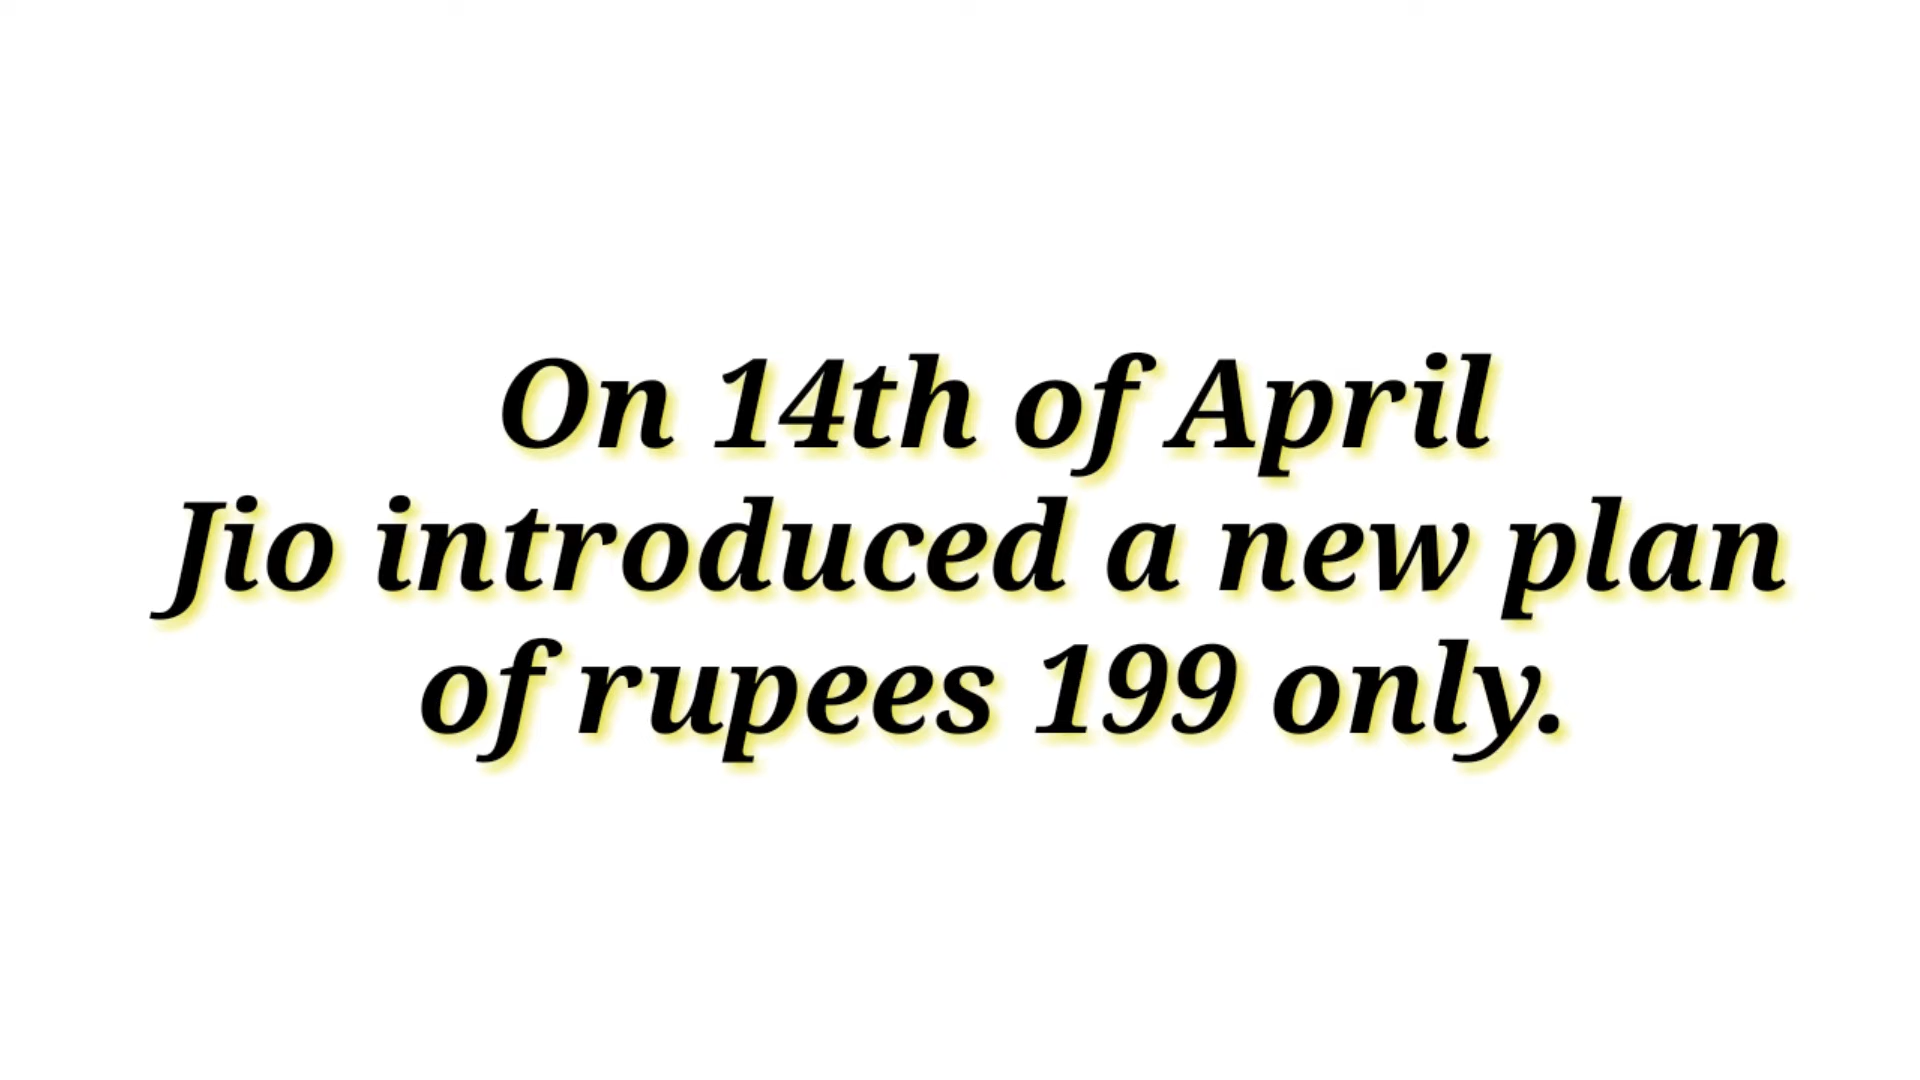 On 14th of April
Jio introduced a new plan
of rupees 199 only.